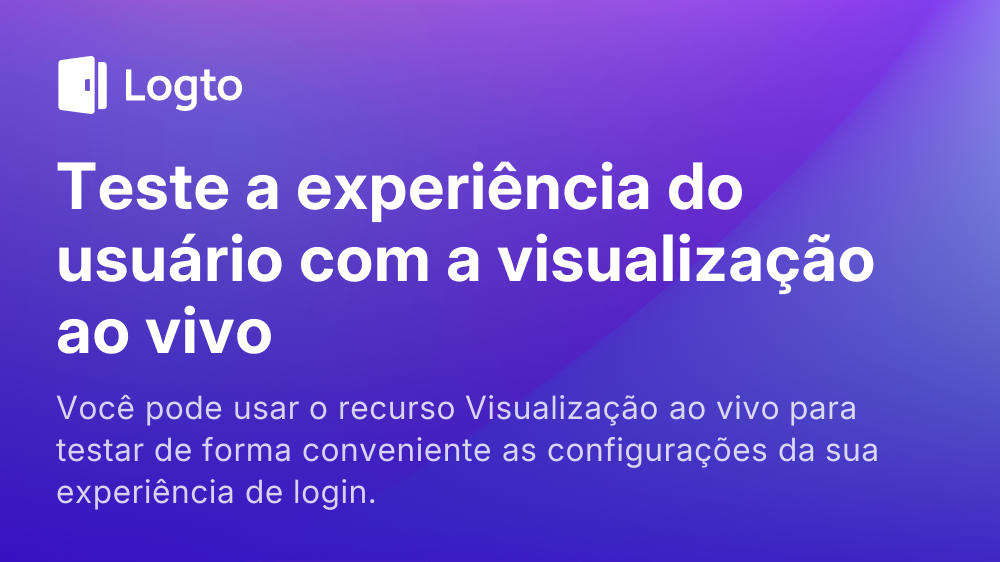 Logto
Teste a experiência do
usuário com a visualização
ao vivo
Você pode usar o recurso Visualização ao vivo para
testar de forma conveniente as configurações da sua
experiência de login.